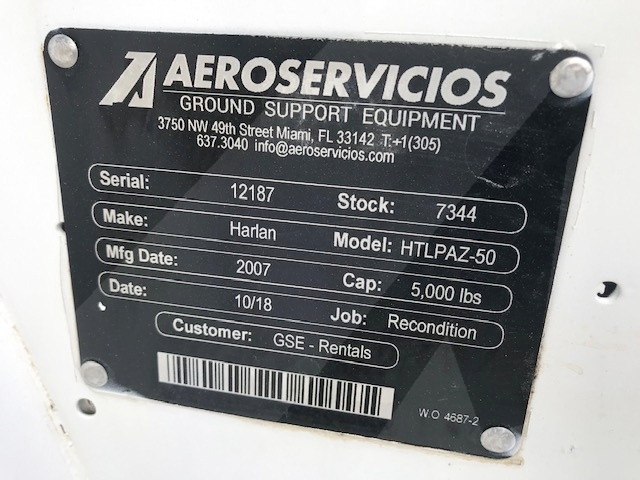 AEROSERVICIOS
GROUND SUPPORT EQUIPMENT
3750 NW 49th Street Miami, FL 33142 T:+1(305)
637.3040 info@aeroservicios.com
Serial: 12187 Stock: 7344
Make: Harlan Model: HTLPAZ-50
Mfg Date: 2007 Cap: 5,000 lbs
Date: 10/18 Job: Recondition
Customer: GSE - Rentals
W.O 4687-2